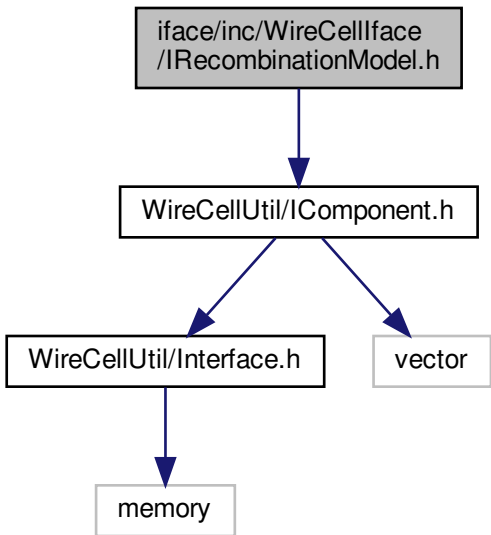 iface/inc/WireCellIface
/IRecombinationModel.h
WireCellUtil/IComponent.h
WireCellUtil/Interface.h
vector
memory